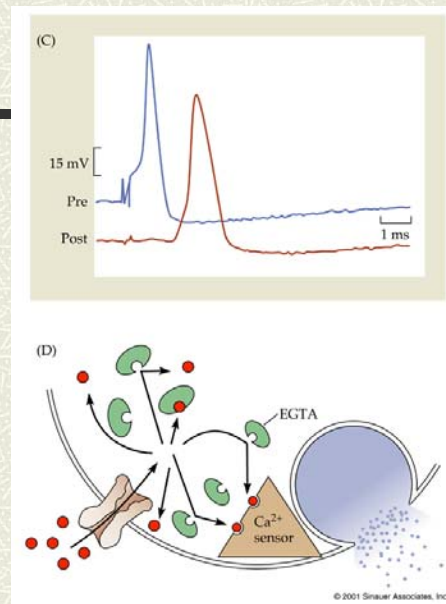 (C)
15 mV
Pre
Post
1 ms
(D)
EGTA
Ca2+
sensor
© 2001 Sinauer Associates, Inc